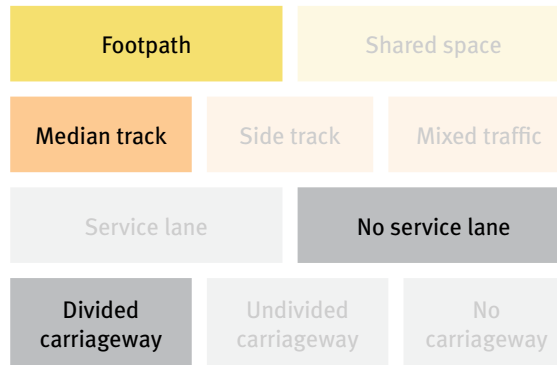 Footpath
Shared space
Median track
Side track
Mixed traffic
Service lane
No service lane
Divided
carriageway
Undivided
carriageway
No
carriageway